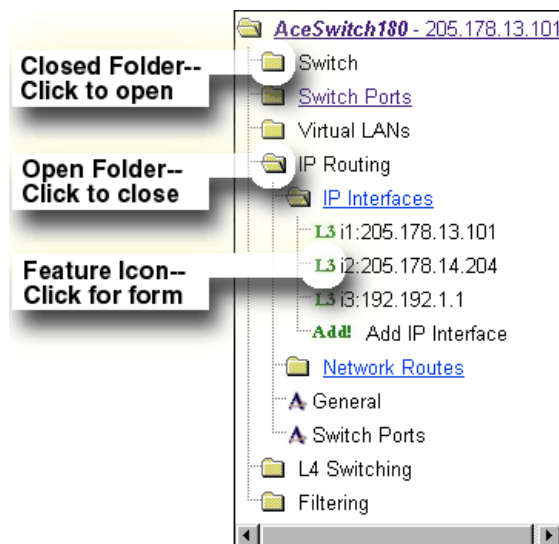 AceSwitch180 - 205.178.13.101
Closed Folder--
Click to open
Switch
Switch Ports
Virtual LANs
Open Folder--
Click to close
IP Routing
IP Interfaces
L3 i1:205.178.13.101
Feature Icon--
Click for form
L3 i2:205.178.14.204
L3 i3:192.192.1.1
Add! Add IP Interface
Network Routes
A General
A Switch Ports
L4 Switching
Filtering